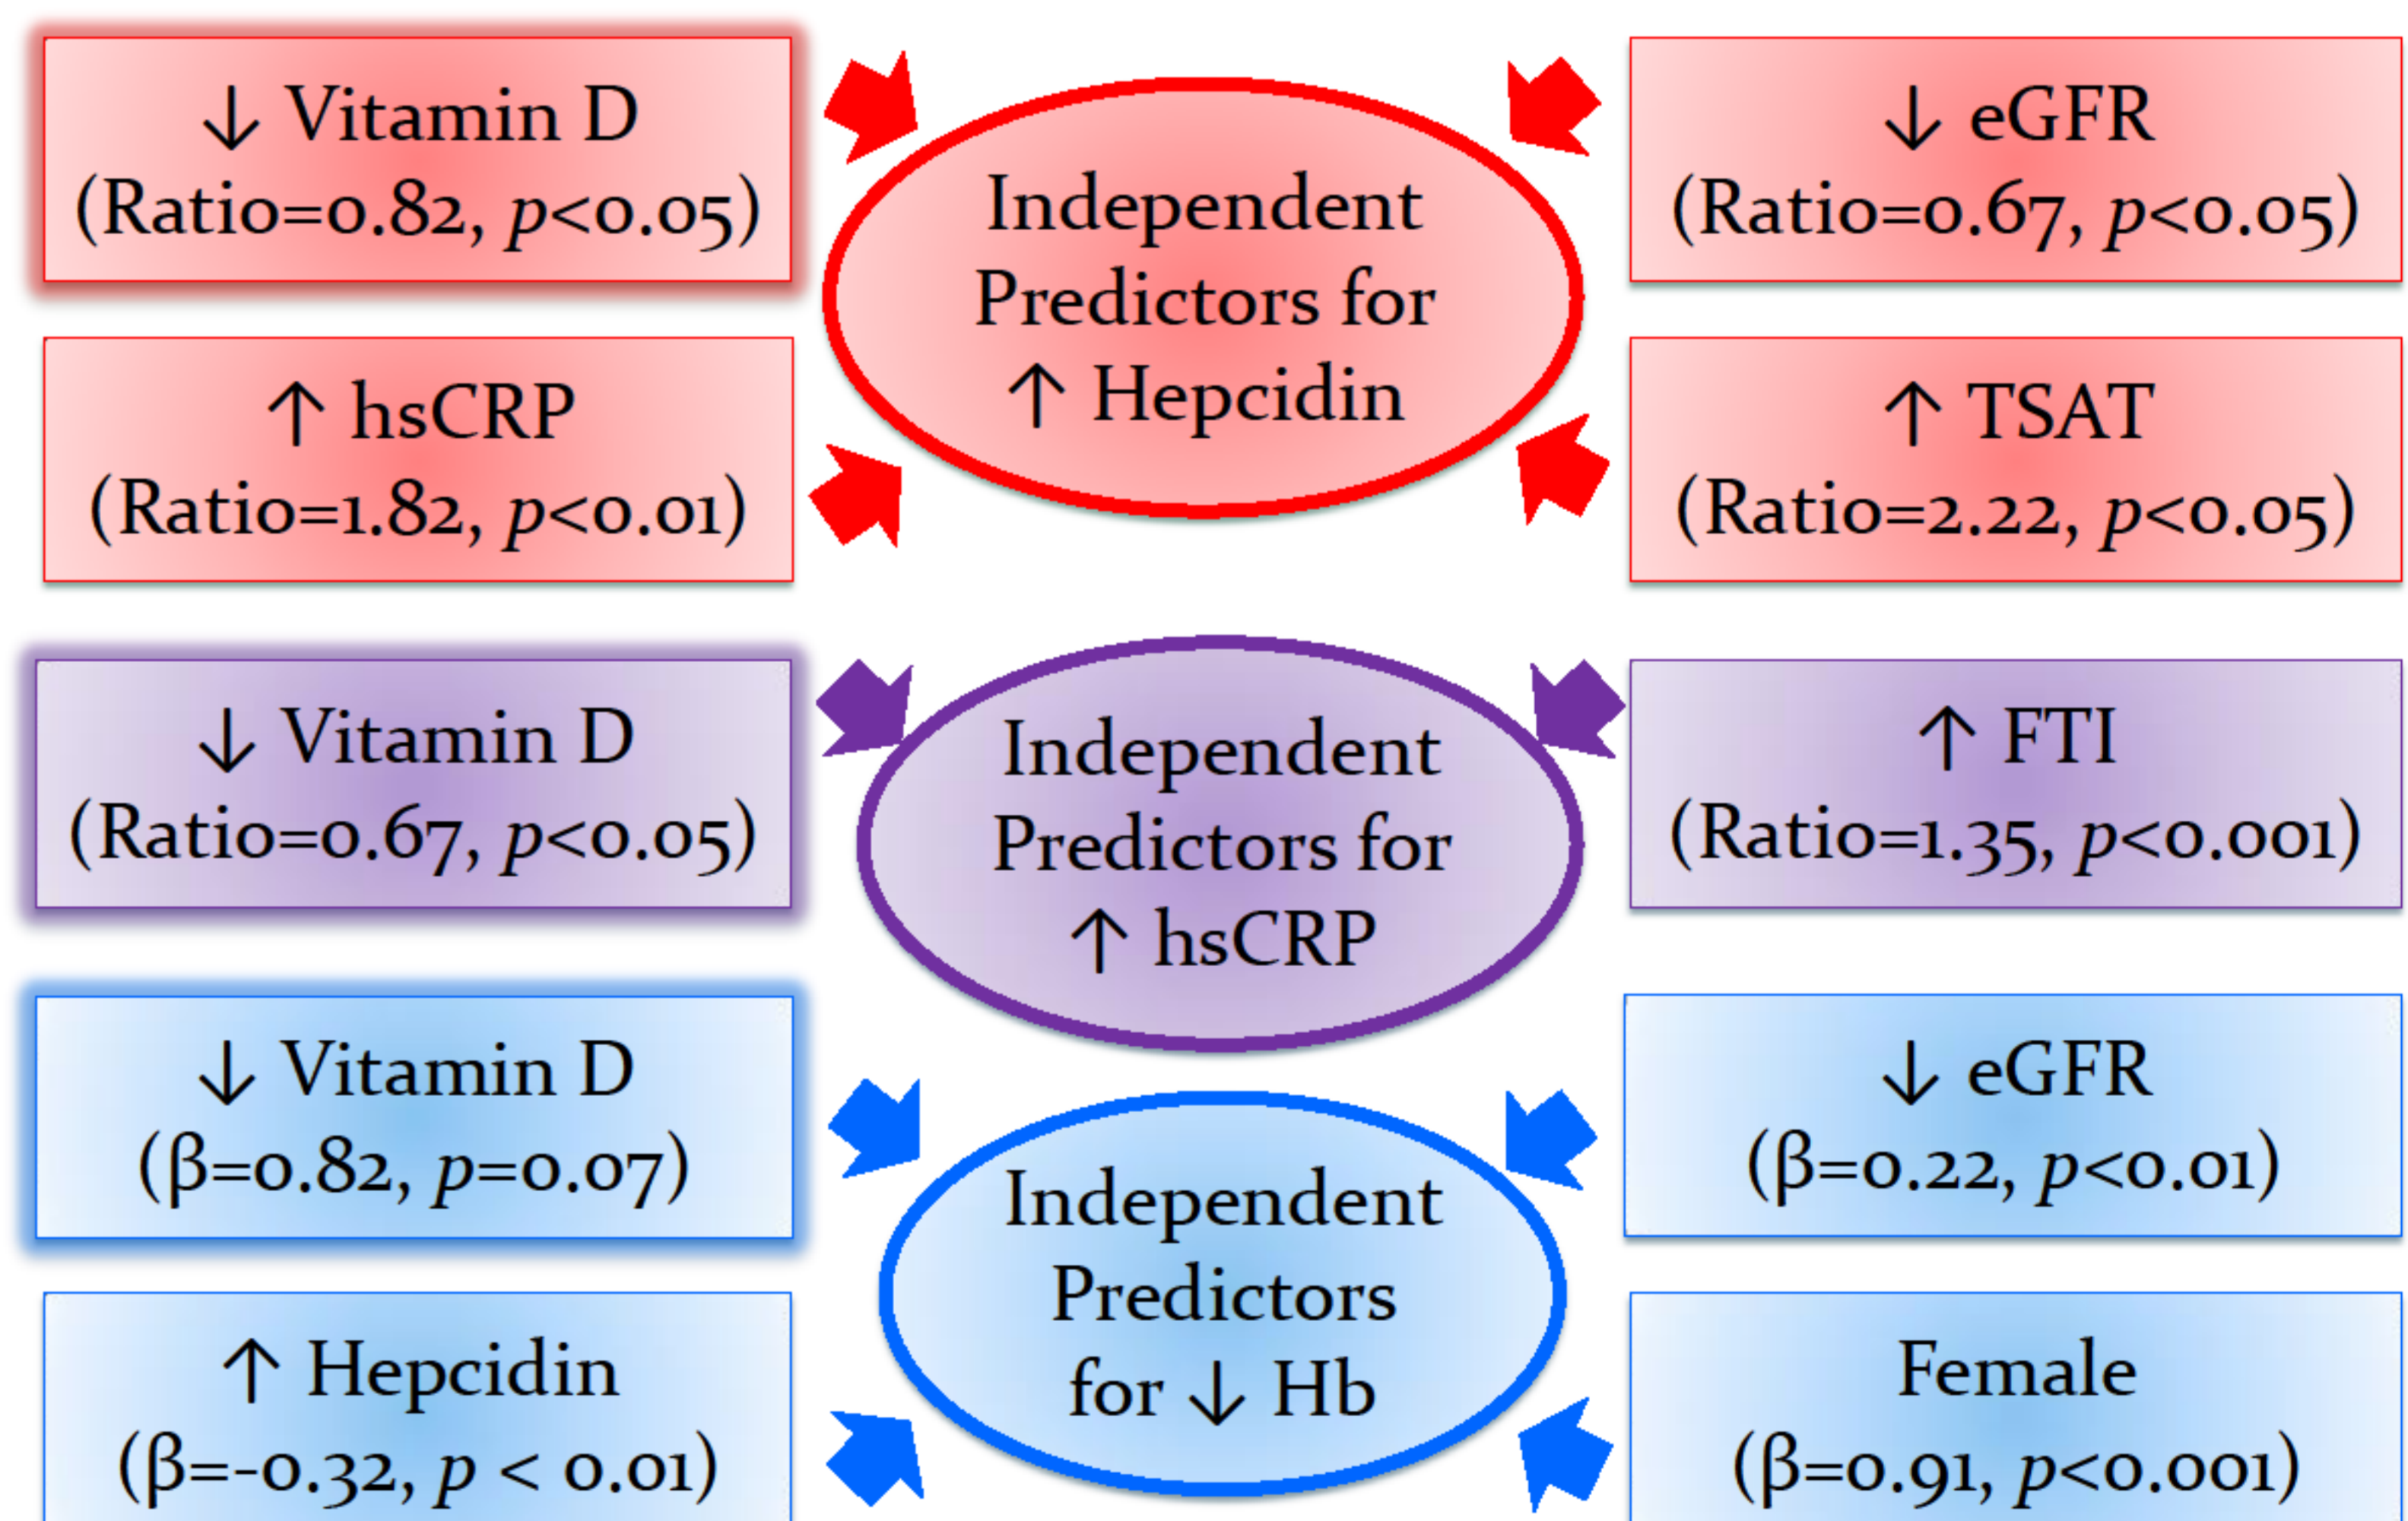 ↓ Vitamin D
(Ratio=0.82, p<0.05)
↑ hsCRP
(Ratio=1.82, p<0.01)
Independent
Predictors for
↑ Hepcidin
↓ eGFR
(Ratio=0.67, p<0.05)
↑ TSAT
(Ratio=2.22, p<0.05)
↓ Vitamin D
(Ratio=0.67, p<0.05)
Independent
Predictors for
↑ hsCRP
↑ FTI
(Ratio=1.35, p<0.001)
↓ Vitamin D
(β=0.82, p=0.07)
↑ Hepcidin
(β=-0.32, p < 0.01)
Independent
Predictors
for ↓ Hb
↓ eGFR
(β=0.22, p<0.01)
Female
(β=0.91, p<0.001)